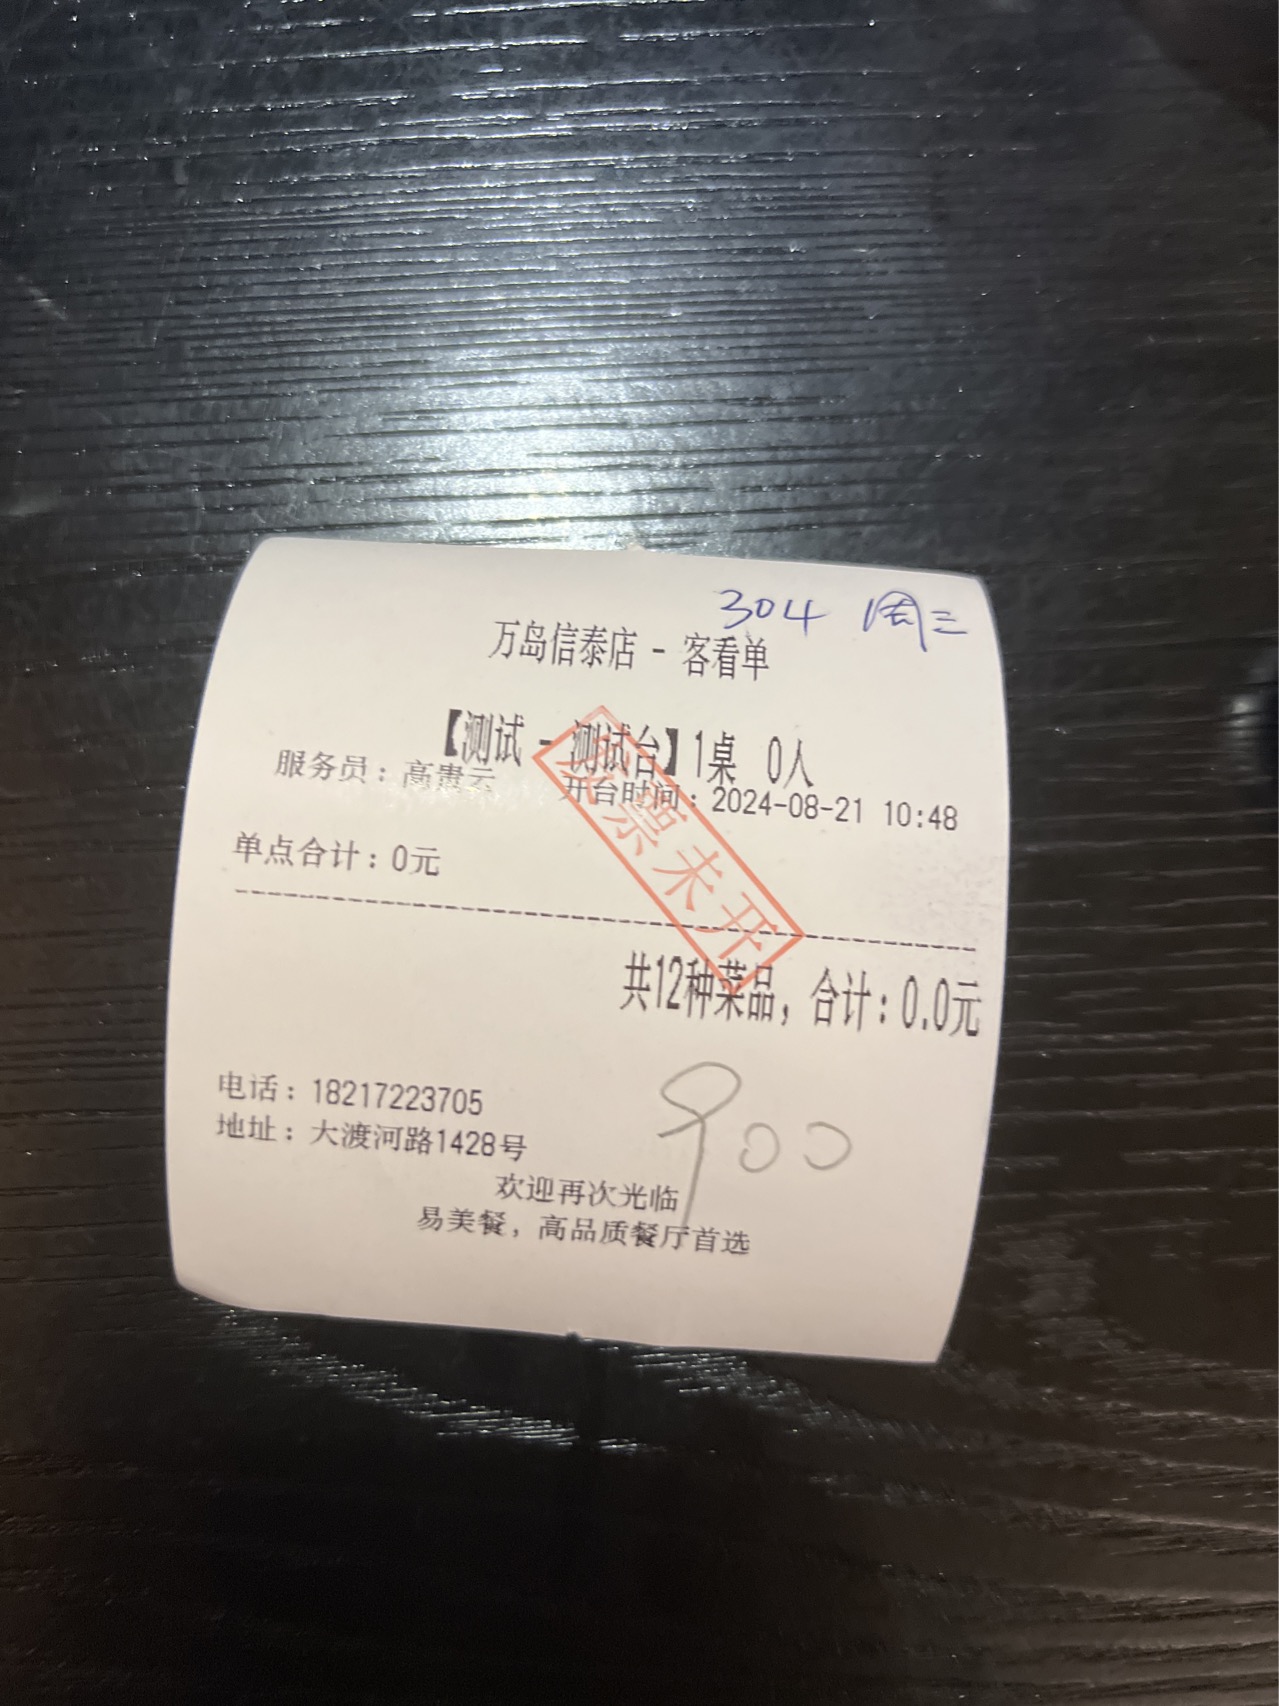 304 周三
万岛信泰店 - 客看单
【测试 - 测试台】1桌 0人
服务员：高肃云 开台时间：2024-08-21 10:48
发票未开
单点合计：0元
共12种菜品，合计：0.0元
900
电话：18217223705
地址：大渡河路1428号
欢迎再次光临
易美餐，高品质餐厅首选